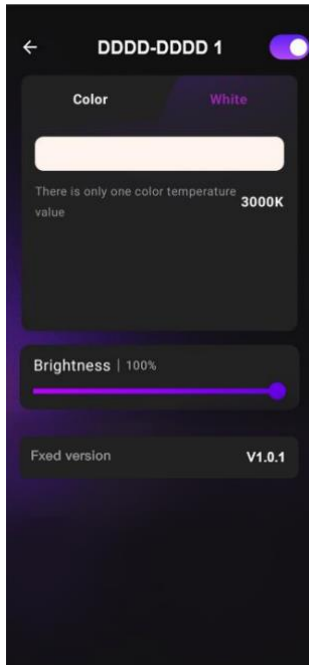 DDDD-DDDD 1
Color White
There is only one color temperature
value
3000K
Brightness | 100%
Fxed version V1.0.1